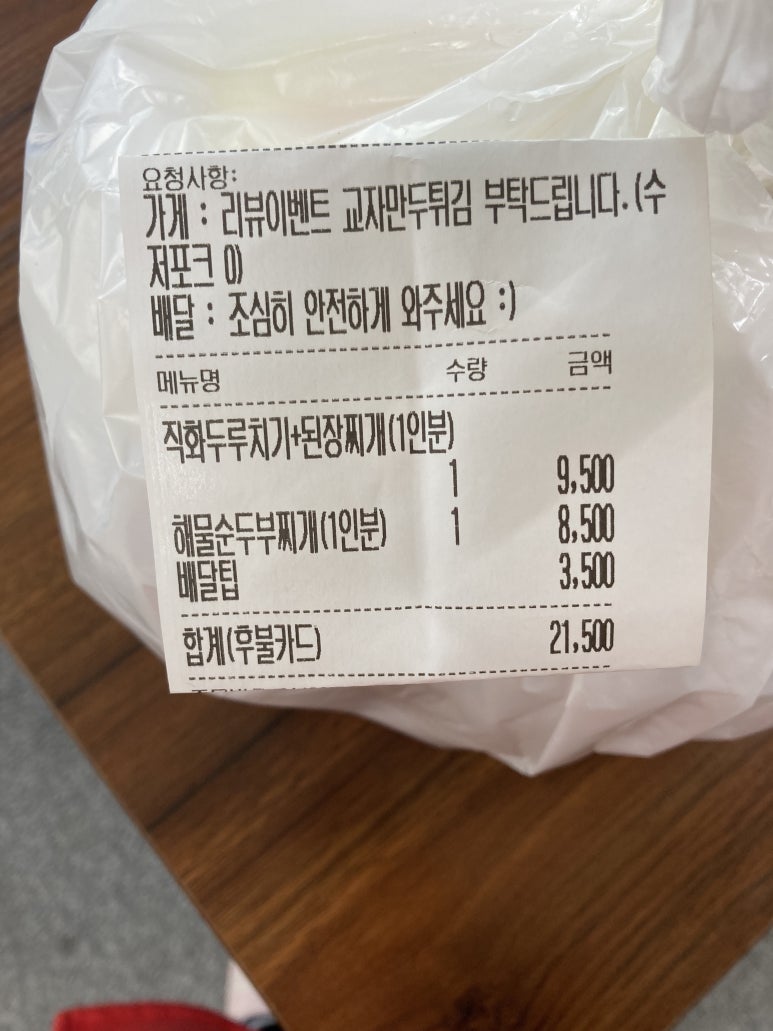 요청사항:
가게 : 리뷰이벤트 교자만두튀김 부탁드립니다.(수
저포크 O)
배달 : 조심히 안전하게 와주세요 :)
메뉴명 수량 금액
직화두루치기+된장찌개(1인분)
1 9,500
해물순두부찌개(1인분) 1 8,500
배달팁 3,500
합계(후불카드) 21,500